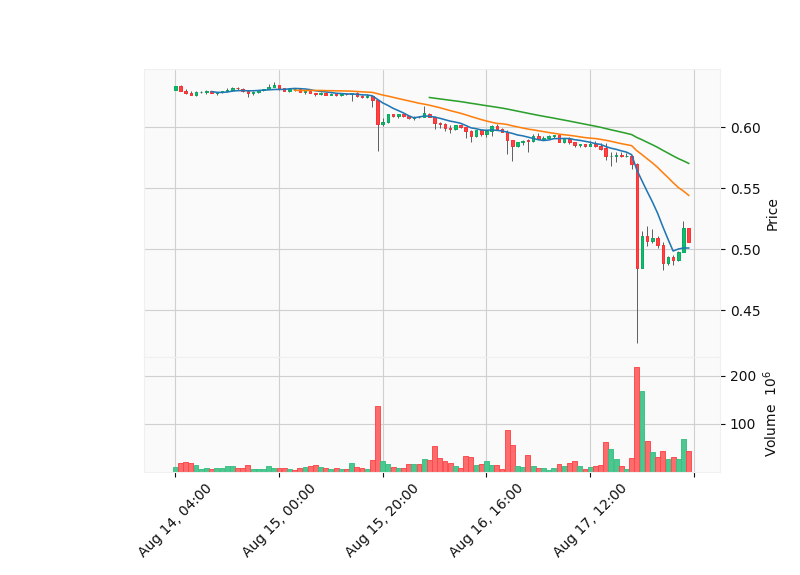 0.60
0.55
0.50
0.45
Price
200
100
Volume 10^6
Aug 14, 04:00
Aug 15, 00:00
Aug 15, 20:00
Aug 16, 16:00
Aug 17, 12:00